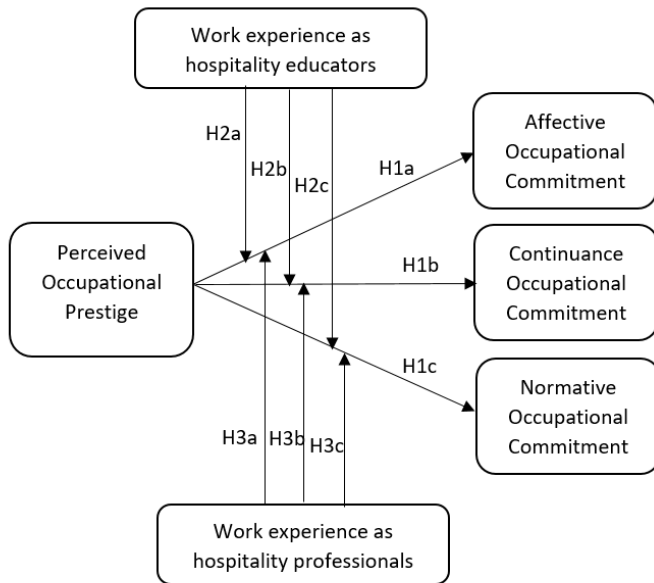 Work experience as
hospitality educators
H2a
H2b
H2c
H1a
Affective
Occupational
Commitment
Perceived
Occupational
Prestige
H1b
Continuance
Occupational
Commitment
H1c
Normative
Occupational
Commitment
H3a
H3b
H3c
Work experience as
hospitality professionals